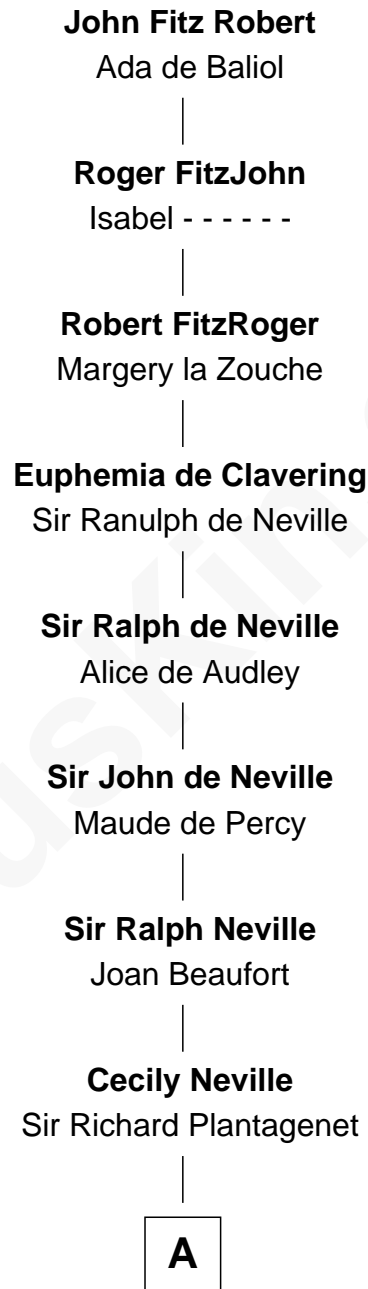 John Fitz Robert
Ada de Baliol
Roger FitzJohn
Isabel - - - - - -
Robert FitzRoger
Margery la Zouche
Euphemia de Clavering
Sir Ranulph de Neville
Sir Ralph de Neville
Alice de Audley
Sir John de Neville
Maude de Percy
Sir Ralph Neville
Joan Beaufort
Cecily Neville
Sir Richard Plantagenet
A